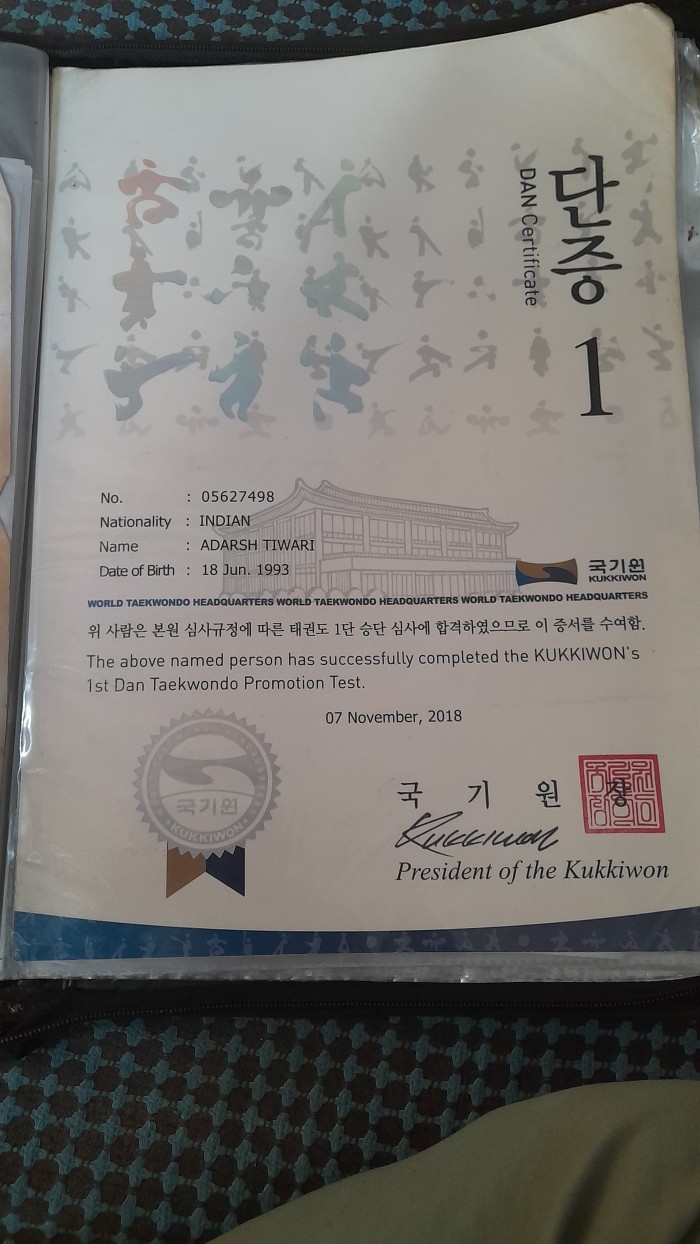 단증
DAN Certificate
1
No. : 05627498
Nationality : INDIAN
Name : ADARSH TIWARI
Date of Birth : 18 Jun. 1993
국기원
KUKKIWON
WORLD TAEKWONDO HEADQUARTERS WORLD TAEKWONDO HEADQUARTERS WORLD TAEKWONDO HEADQUARTERS
위 사람은 본원 심사규정에 따른 태권도 1단 승단 심사에 합격하였으므로 이 증서를 수여함.
The above named person has successfully completed the KUKKIWON's
1st Dan Taekwondo Promotion Test.
07 November, 2018
국기원
·KUKKIWON·
국 기 원 장
Kukkiwon
President of the Kukkiwon